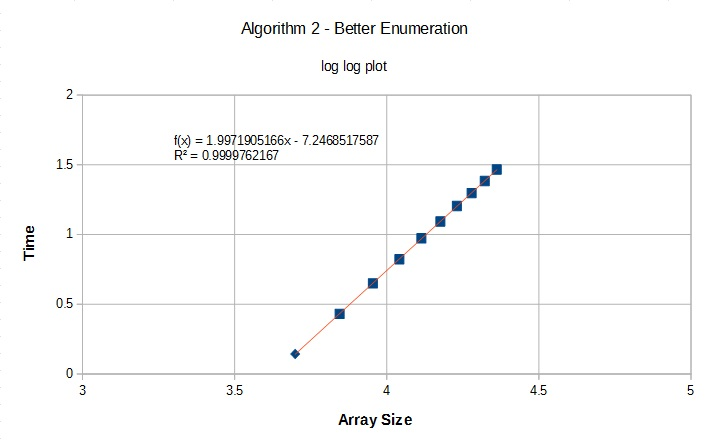 Algorithm 2 - Better Enumeration
log log plot
2
f(x) = 1.9971905166x - 7.2468517587
R² = 0.9999762167
1.5
1
Time
0.5
0
3
3.5
4
4.5
5
Array Size